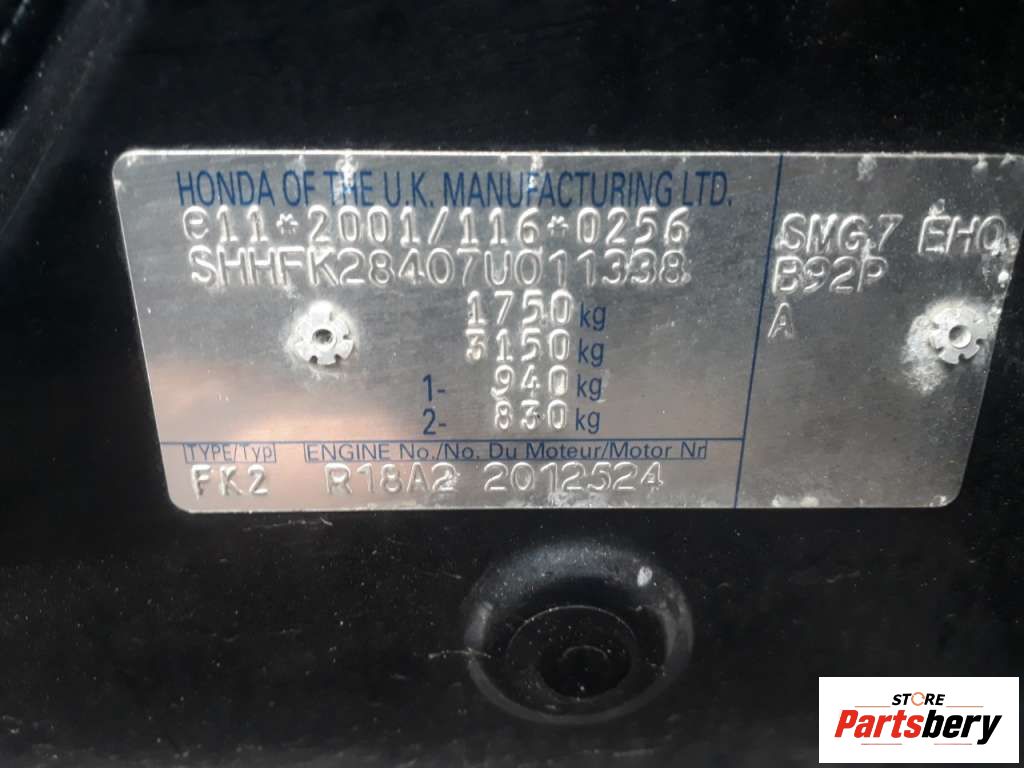 HONDA OF THE U.K. MANUFACTURING LTD.
e11*2001/116*0256
SHHFK28407U011338
1750 kg
3150 kg
1- 940 kg
2- 830 kg
TYPE/Typ ENGINE No./No. Du Moteur/Motor Nr
FK2 R18A2 2012524
SMG7 EHO
B92P
A
STORE
Partsbery